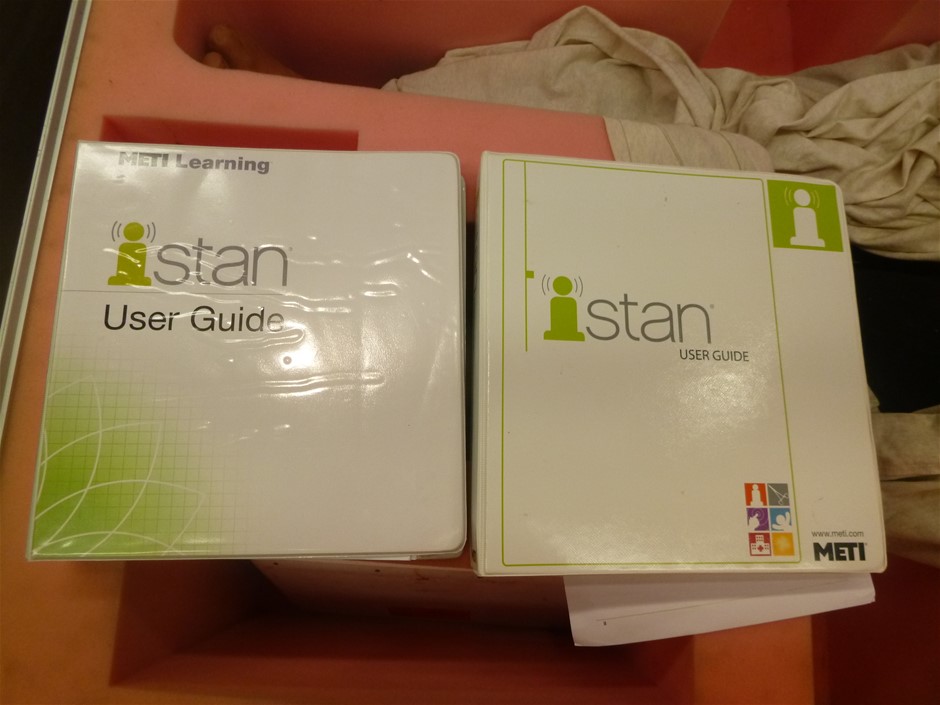 METI Learning
istan
User Guide
istan
USER GUIDE
www.meti.com
METI